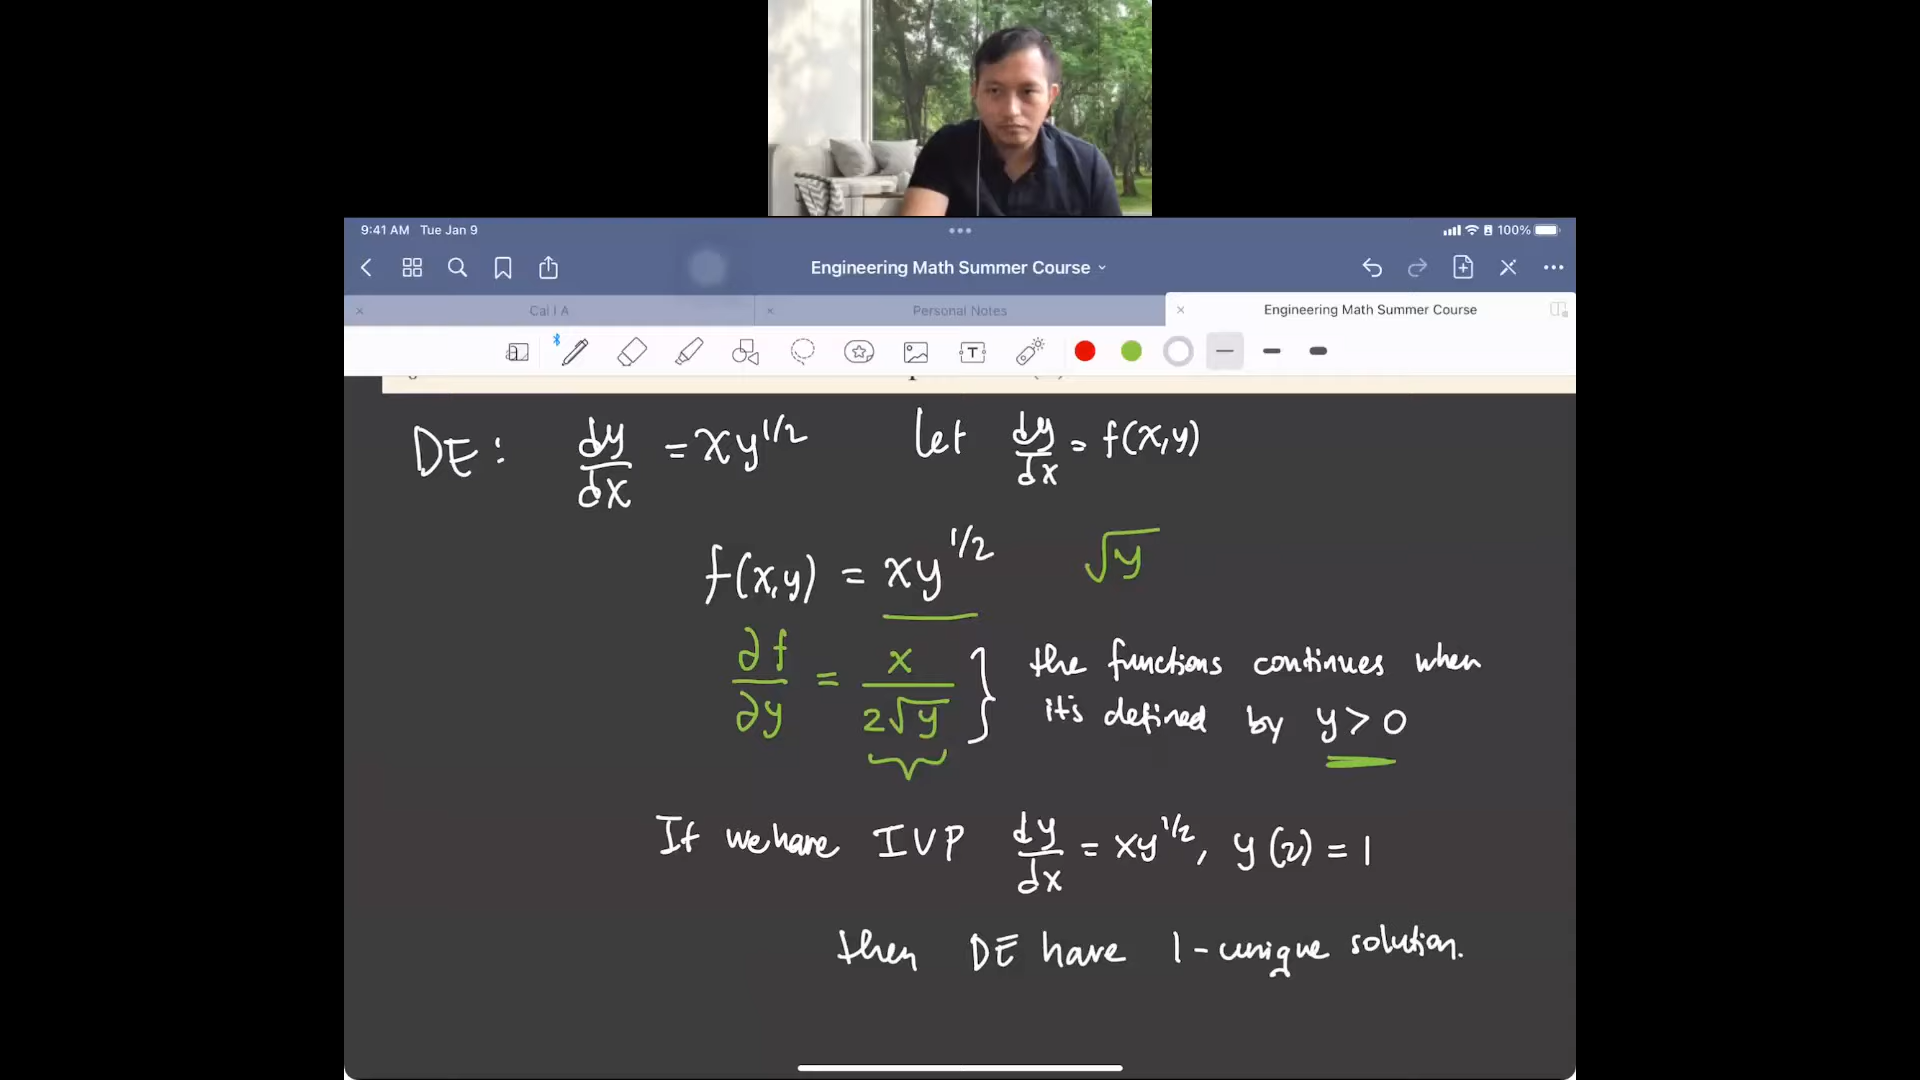 9:41 AM Tue Jan 9
100%
Engineering Math Summer Course
Cal I A
Personal Notes
Engineering Math Summer Course
DE: dy/dx = xy^1/2 let dy/dx = f(x,y)
f(x,y) = xy^1/2 √y
∂f/∂y = x/2√y } the functions continues when
it's defined by y > 0
If we have IVP dy/dx = xy^1/2, y(2) = 1
then DE have 1-unique solution.